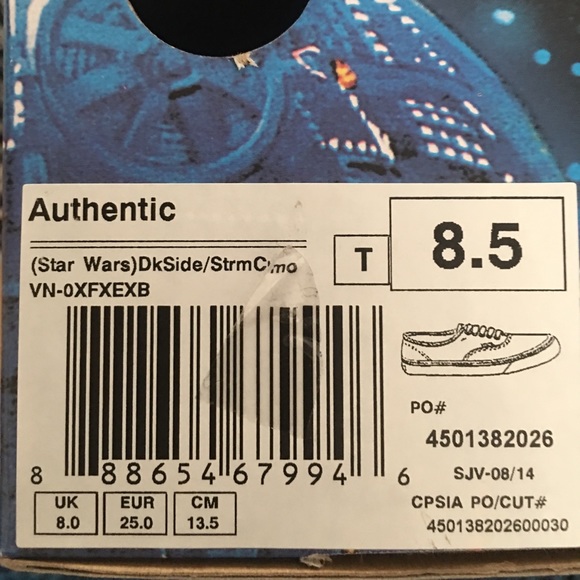 Authentic
(Star Wars)DkSide/StrmCmo
VN-0XFXEXB
T
8.5
PO#
4501382026
SJV-08/14
CPSIA PO/CUT#
450138202600030
8 88654 67994 6
UK
8.0
EUR
25.0
CM
13.5